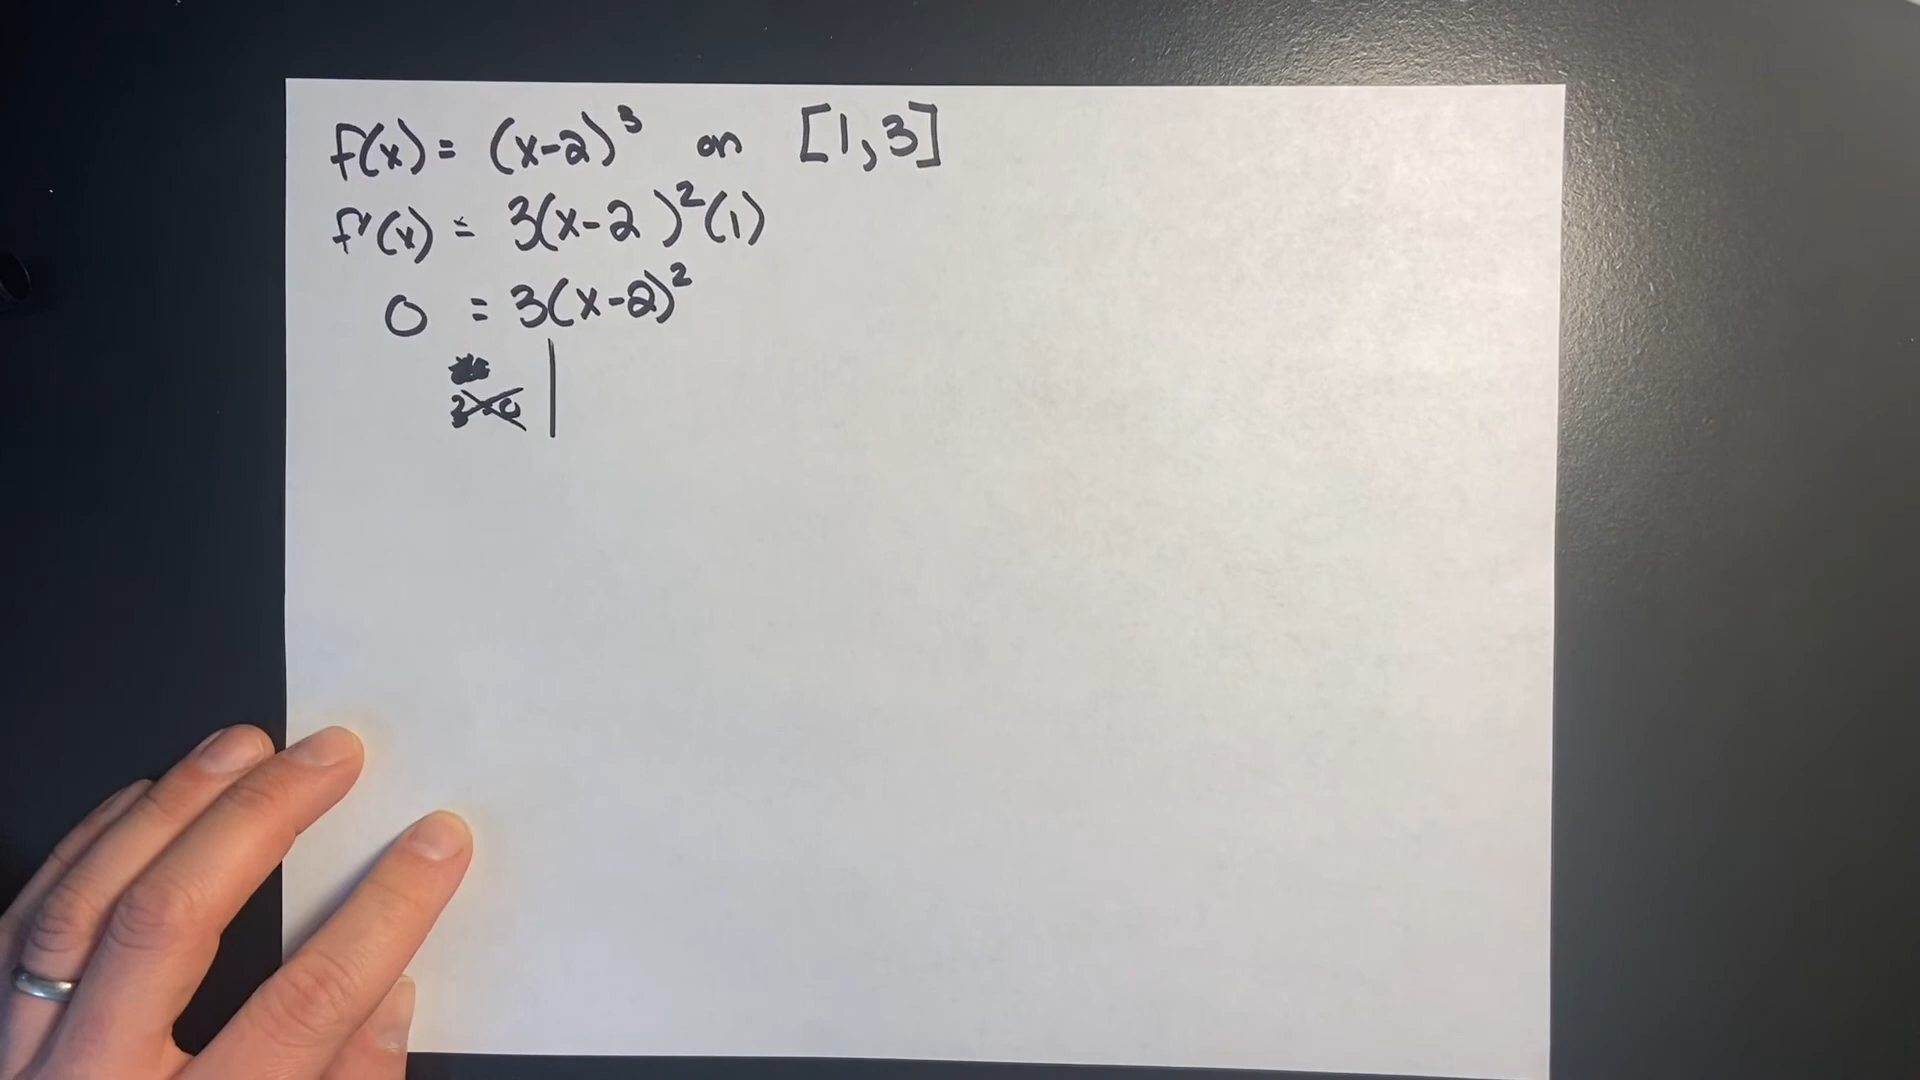 f(x) = (x-2)³ on [1,3]
f'(x) = 3(x-2)²(1)
0 = 3(x-2)²